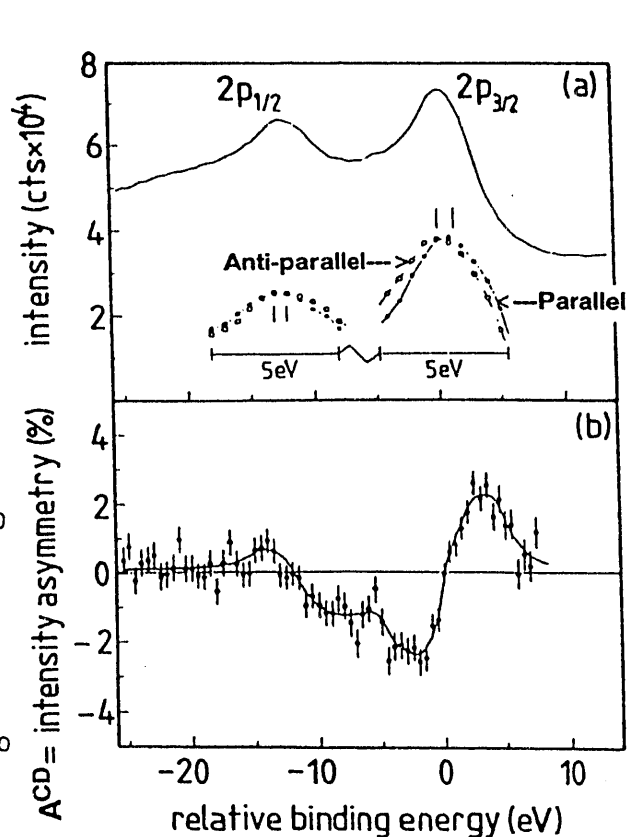 8
6
4
2
intensity (cts×10⁴)
2p1/2
2p3/2
(a)
Anti-parallel
Parallel
5eV
5eV
(b)
4
2
0
−2
−4
A^CD = intensity asymmetry (%)
−20 −10 0 10
relative binding energy (eV)